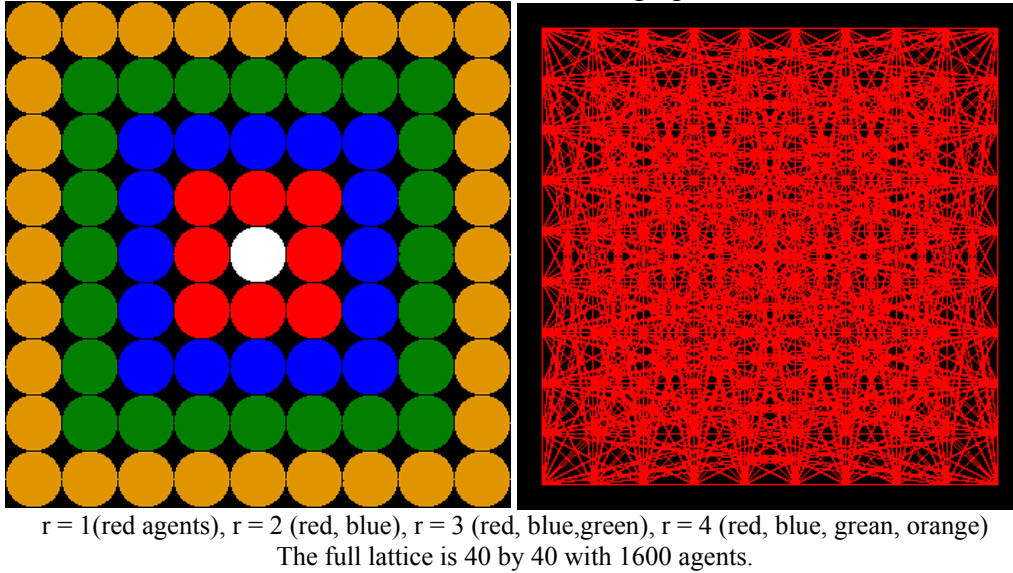 r = 1(red agents), r = 2 (red, blue), r = 3 (red, blue,green), r = 4 (red, blue, grean, orange)
The full lattice is 40 by 40 with 1600 agents.